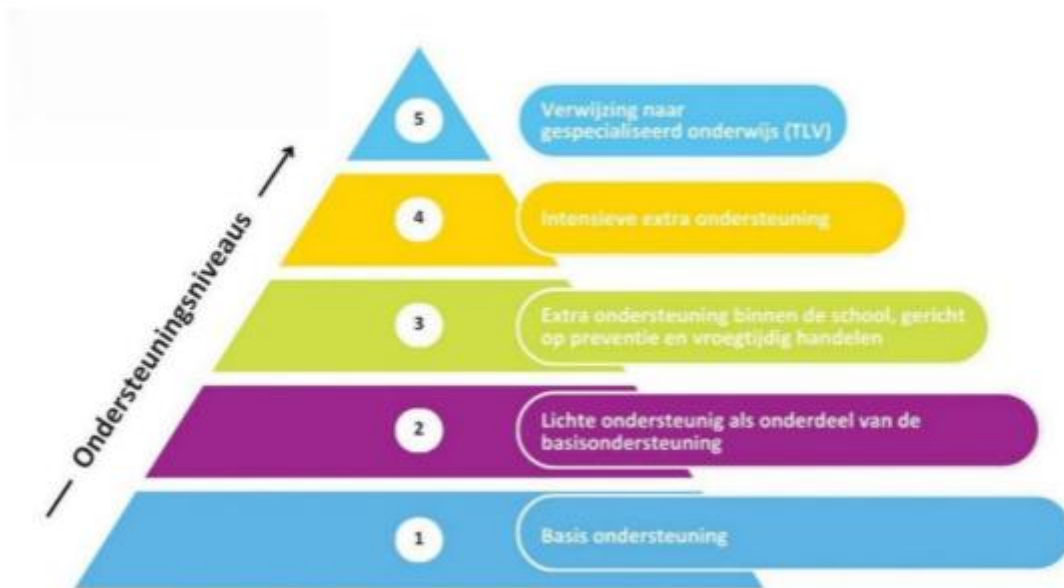 5
Verwijzing naar
gespecialiseerd onderwijs (TLV)
4
Intensieve extra ondersteuning
3
Extra ondersteuning binnen de school, gericht
op preventie en vroegtijdig handelen
2
Lichte ondersteunig als onderdeel van de
basisondersteuning
1
Basis ondersteuning
Ondersteuningsniveaus